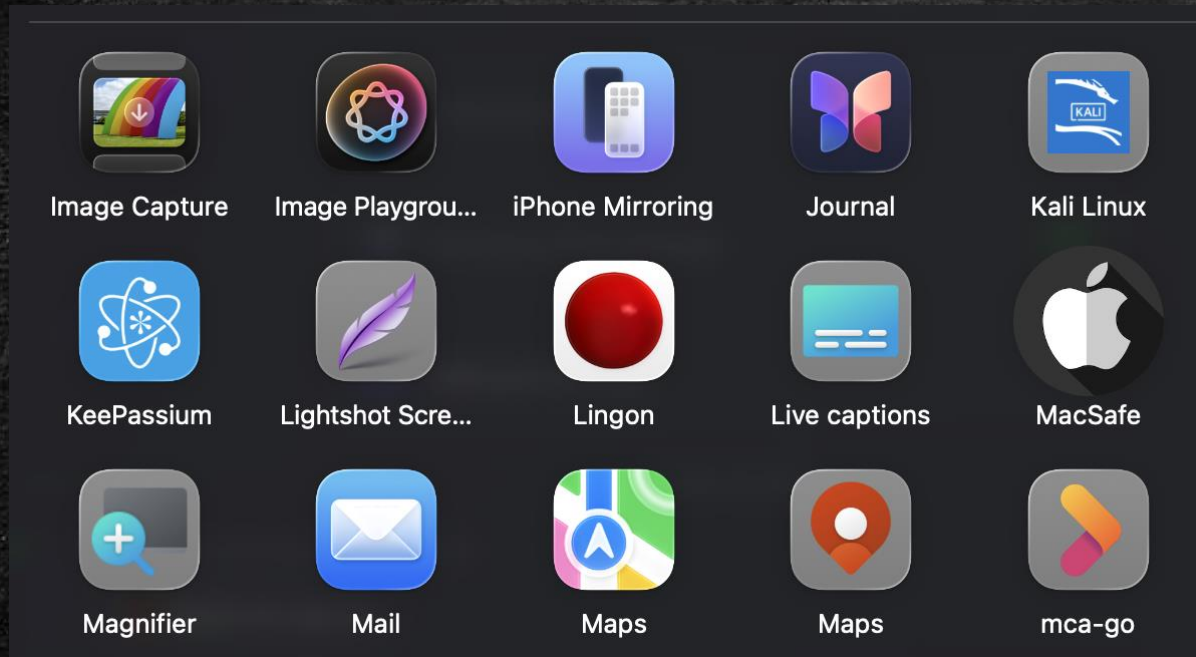 KALI
Image Capture
Image Playgrou...
iPhone Mirroring
Journal
Kali Linux
KeePassium
Lightshot Scre...
Lingon
Live captions
MacSafe
Magnifier
Mail
Maps
Maps
mca-go